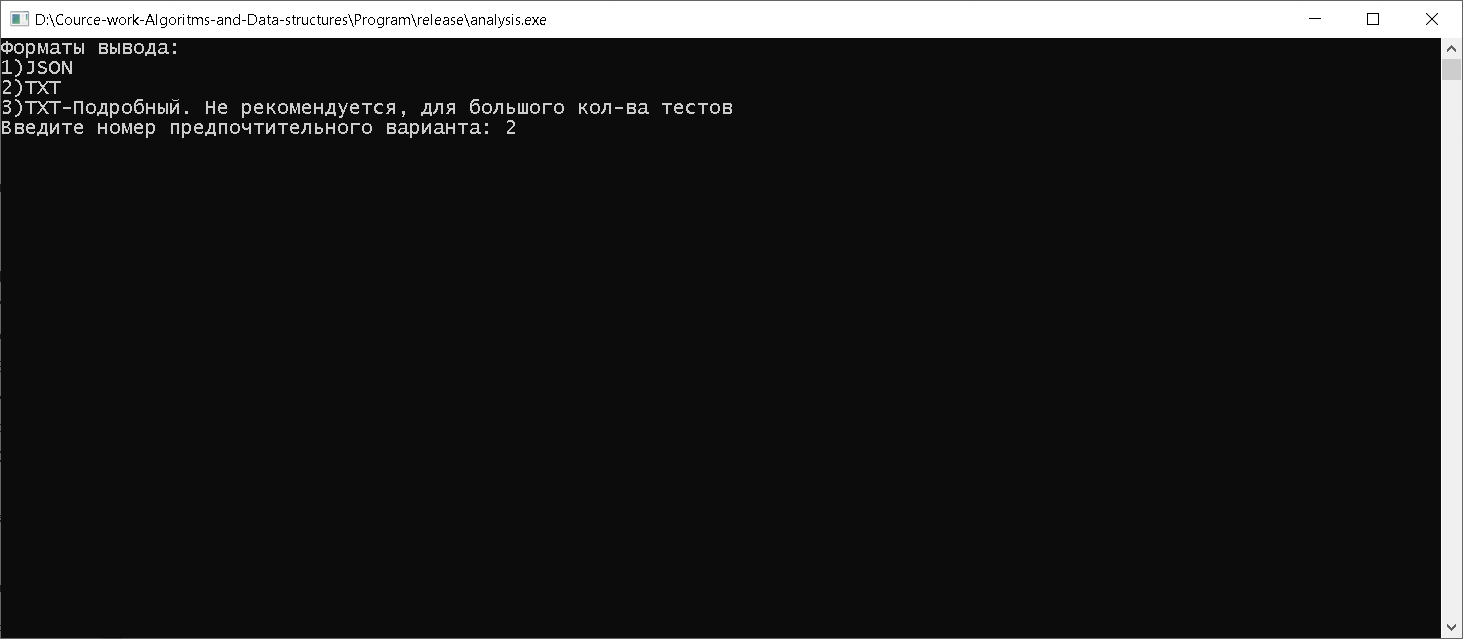 D:\Cource-work-Algoritms-and-Data-structures\Program\release\analysis.exe
Форматы вывода:
1)JSON
2)TXT
3)TXT-Подробный. Не рекомендуется, для большого кол-ва тестов
Введите номер предпочтительного варианта: 2